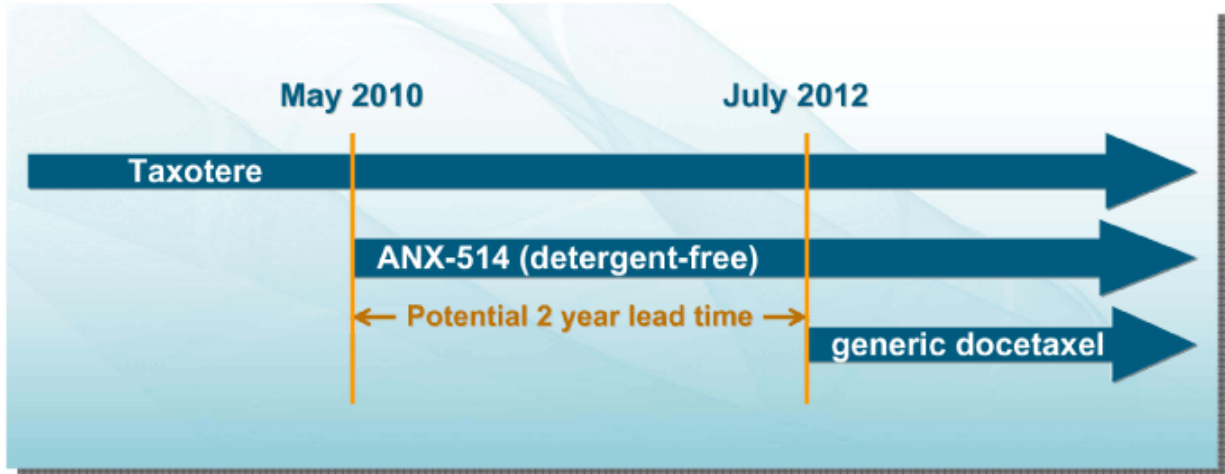 May 2010
July 2012
Taxotere
ANX-514 (detergent-free)
Potential 2 year lead time
generic docetaxel